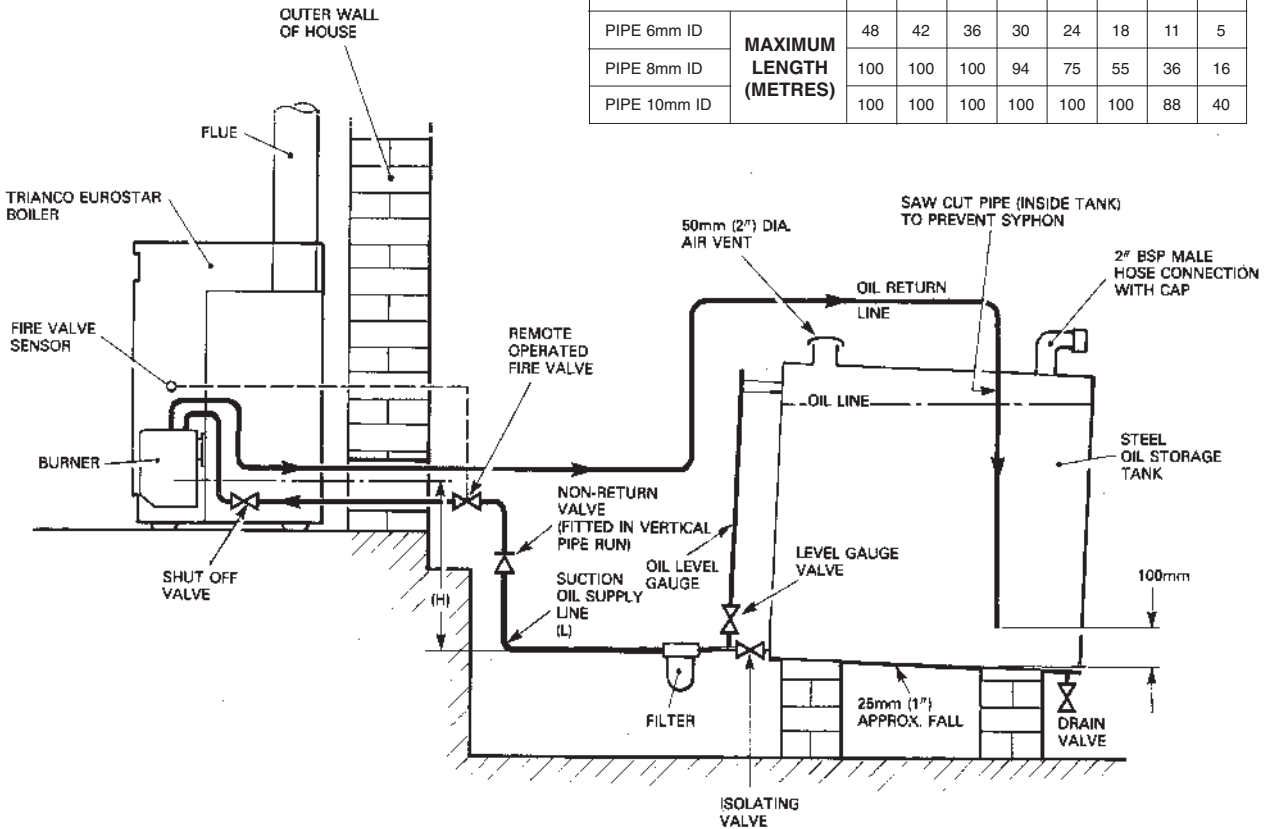 PIPE 6mm ID
MAXIMUM
LENGTH
(METRES)
48 42 36 30 24 18 11 5
PIPE 8mm ID
100 100 100 94 75 55 36 16
PIPE 10mm ID
100 100 100 100 100 100 88 40
OUTER WALL
OF HOUSE
FLUE
TRIANCO EUROSTAR
BOILER
FIRE VALVE
SENSOR
BURNER
SHUT OFF
VALVE
REMOTE
OPERATED
FIRE VALVE
NON-RETURN
VALVE
(FITTED IN VERTICAL
PIPE RUN)
SUCTION
OIL SUPPLY
LINE
(L)
(H)
OIL LEVEL
GAUGE
LEVEL GAUGE
VALVE
50mm (2") DIA.
AIR VENT
OIL RETURN
LINE
SAW CUT PIPE (INSIDE TANK)
TO PREVENT SYPHON
2" BSP MALE
HOSE CONNECTION
WITH CAP
OIL LINE
STEEL
OIL STORAGE
TANK
100mm
25mm (1")
APPROX. FALL
DRAIN
VALVE
FILTER
ISOLATING
VALVE